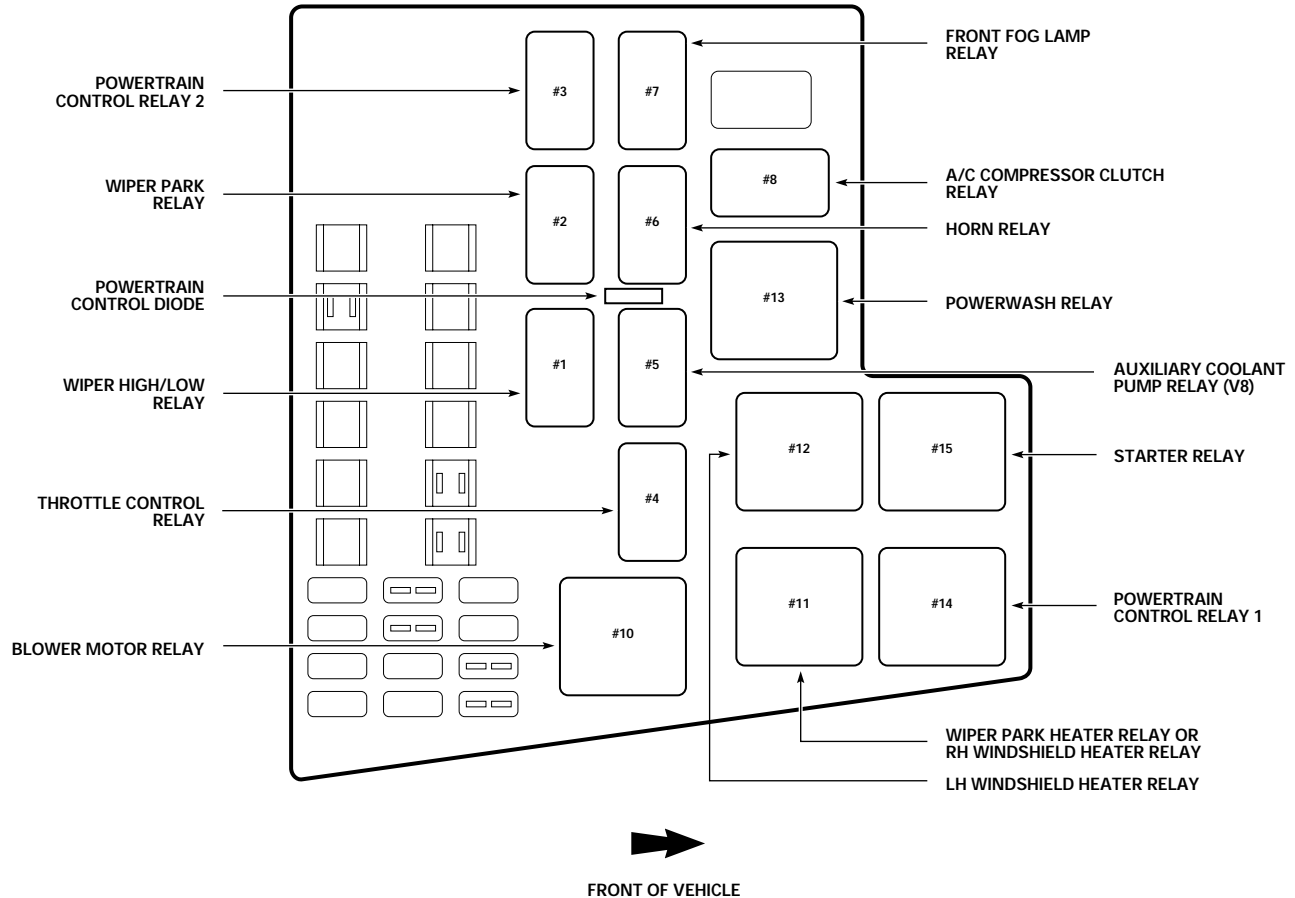 FRONT FOG LAMP
RELAY
POWERTRAIN
CONTROL RELAY 2
#3
#7
A/C COMPRESSOR CLUTCH
RELAY
#8
WIPER PARK
RELAY
#2
#6
HORN RELAY
POWERTRAIN
CONTROL DIODE
#13
POWERWASH RELAY
WIPER HIGH/LOW
RELAY
#1
#5
AUXILIARY COOLANT
PUMP RELAY (V8)
#12
#15
STARTER RELAY
THROTTLE CONTROL
RELAY
#4
#11
#14
POWERTRAIN
CONTROL RELAY 1
BLOWER MOTOR RELAY
#10
WIPER PARK HEATER RELAY OR
RH WINDSHIELD HEATER RELAY
LH WINDSHIELD HEATER RELAY
FRONT OF VEHICLE